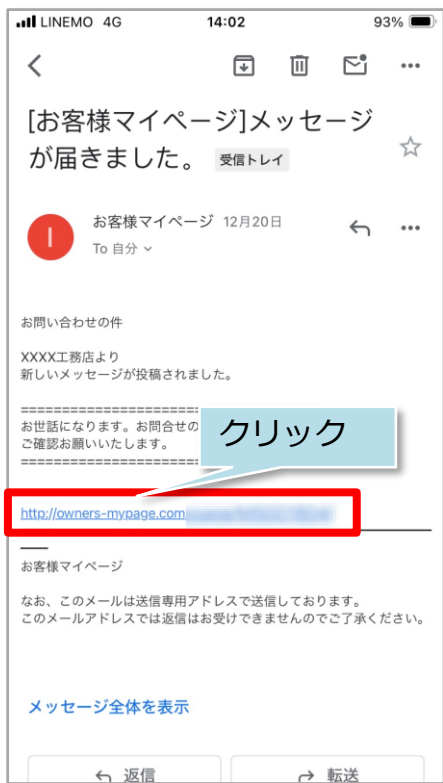 LINEMO 4G 14:02 93%
[お客様マイページ]メッセージ
が届きました。 受信トレイ
お客様マイページ 12月20日
I
To 自分
お問い合わせの件
XXXX工務店より
新しいメッセージが投稿されました。
========================
お世話になります。お問合せの
ご確認お願いいたします。
========================
クリック
http://owners-mypage.com
お客様マイページ
なお、このメールは送信専用アドレスで送信しております。
このメールアドレスでは返信はお受けできませんのでご了承ください。
メッセージ全体を表示
返信 転送